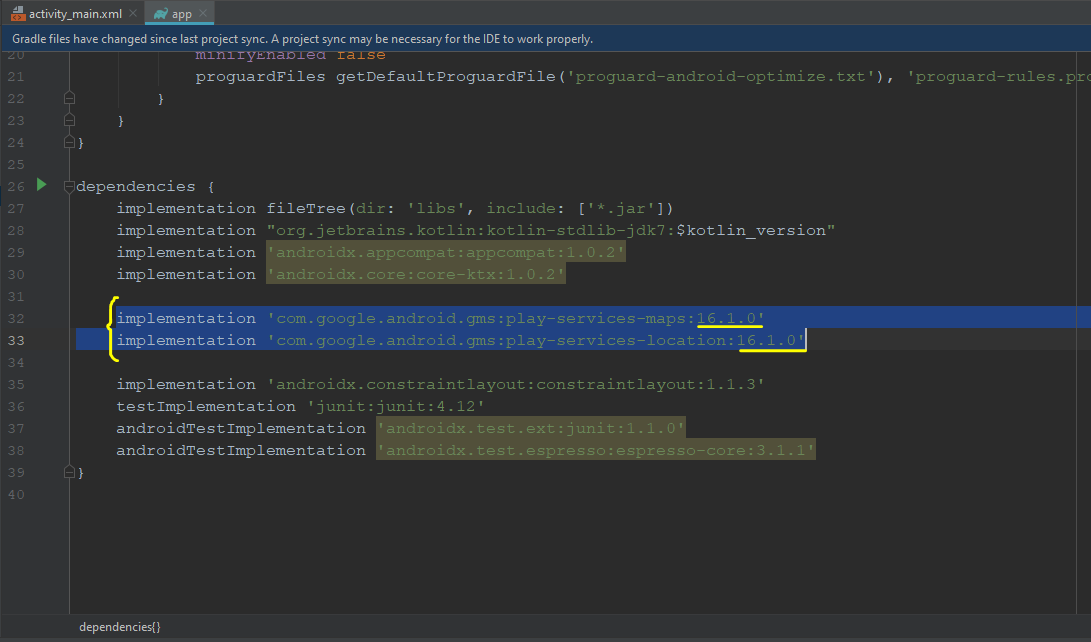 activity_main.xml app
Gradle files have changed since last project sync. A project sync may be necessary for the IDE to work properly.
20 minifyEnabled false
21 proguardFiles getDefaultProguardFile('proguard-android-optimize.txt'), 'proguard-rules.pro
22 }
23 }
24 }
25
26 dependencies {
27 implementation fileTree(dir: 'libs', include: ['*.jar'])
28 implementation "org.jetbrains.kotlin:kotlin-stdlib-jdk7:$kotlin_version"
29 implementation 'androidx.appcompat:appcompat:1.0.2'
30 implementation 'androidx.core:core-ktx:1.0.2'
31
32 implementation 'com.google.android.gms:play-services-maps:16.1.0'
33 implementation 'com.google.android.gms:play-services-location:16.1.0'
34
35 implementation 'androidx.constraintlayout:constraintlayout:1.1.3'
36 testImplementation 'junit:junit:4.12'
37 androidTestImplementation 'androidx.test.ext:junit:1.1.0'
38 androidTestImplementation 'androidx.test.espresso:espresso-core:3.1.1'
39 }
40
dependencies{}